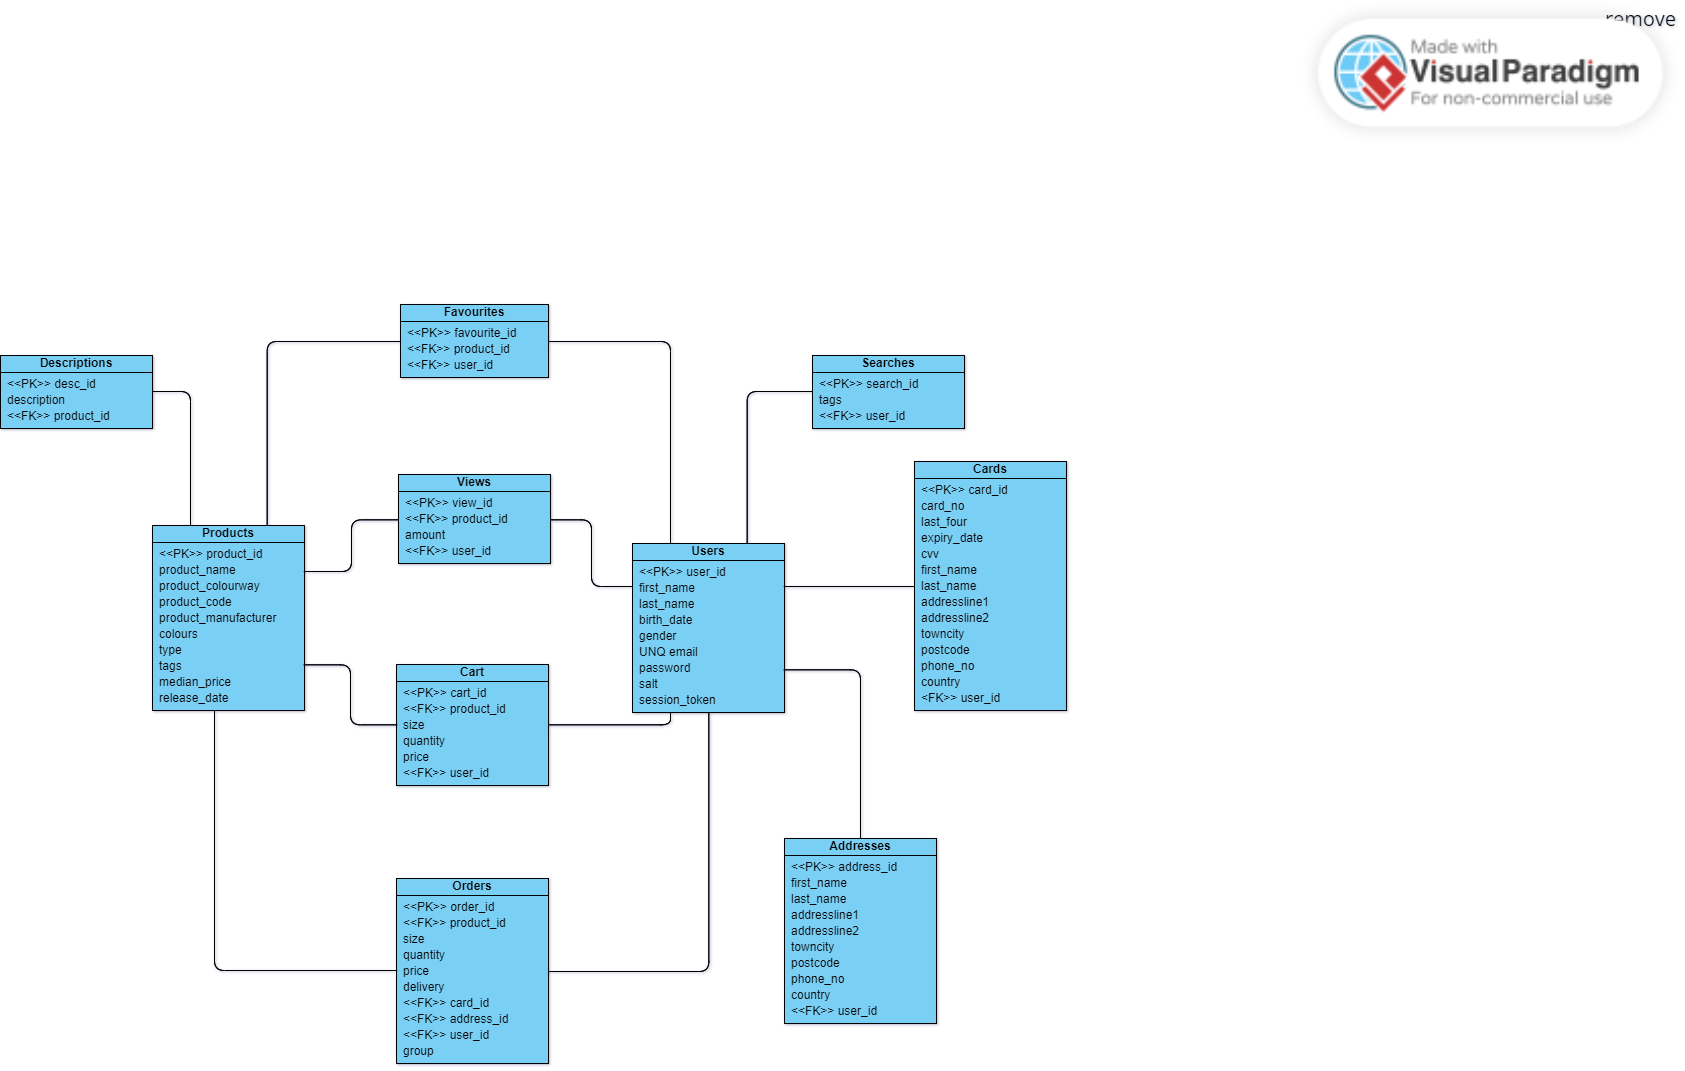 remove
Made with
Visual Paradigm
For non-commercial use
Favourites
<<PK>> favourite_id
<<FK>> product_id
<<FK>> user_id
Descriptions
<<PK>> desc_id
description
<<FK>> product_id
Searches
<<PK>> search_id
tags
<<FK>> user_id
Views
<<PK>> view_id
<<FK>> product_id
amount
<<FK>> user_id
Cards
<<PK>> card_id
card_no
last_four
expiry_date
cvv
first_name
last_name
addressline1
addressline2
towncity
postcode
phone_no
country
<FK>> user_id
Products
<<PK>> product_id
product_name
product_colourway
product_code
product_manufacturer
colours
type
tags
median_price
release_date
Users
<<PK>> user_id
first_name
last_name
birth_date
gender
UNQ email
password
salt
session_token
Cart
<<PK>> cart_id
<<FK>> product_id
size
quantity
price
<<FK>> user_id
Addresses
<<PK>> address_id
first_name
last_name
addressline1
addressline2
towncity
postcode
phone_no
country
<<FK>> user_id
Orders
<<PK>> order_id
<<FK>> product_id
size
quantity
price
delivery
<<FK>> card_id
<<FK>> address_id
<<FK>> user_id
group